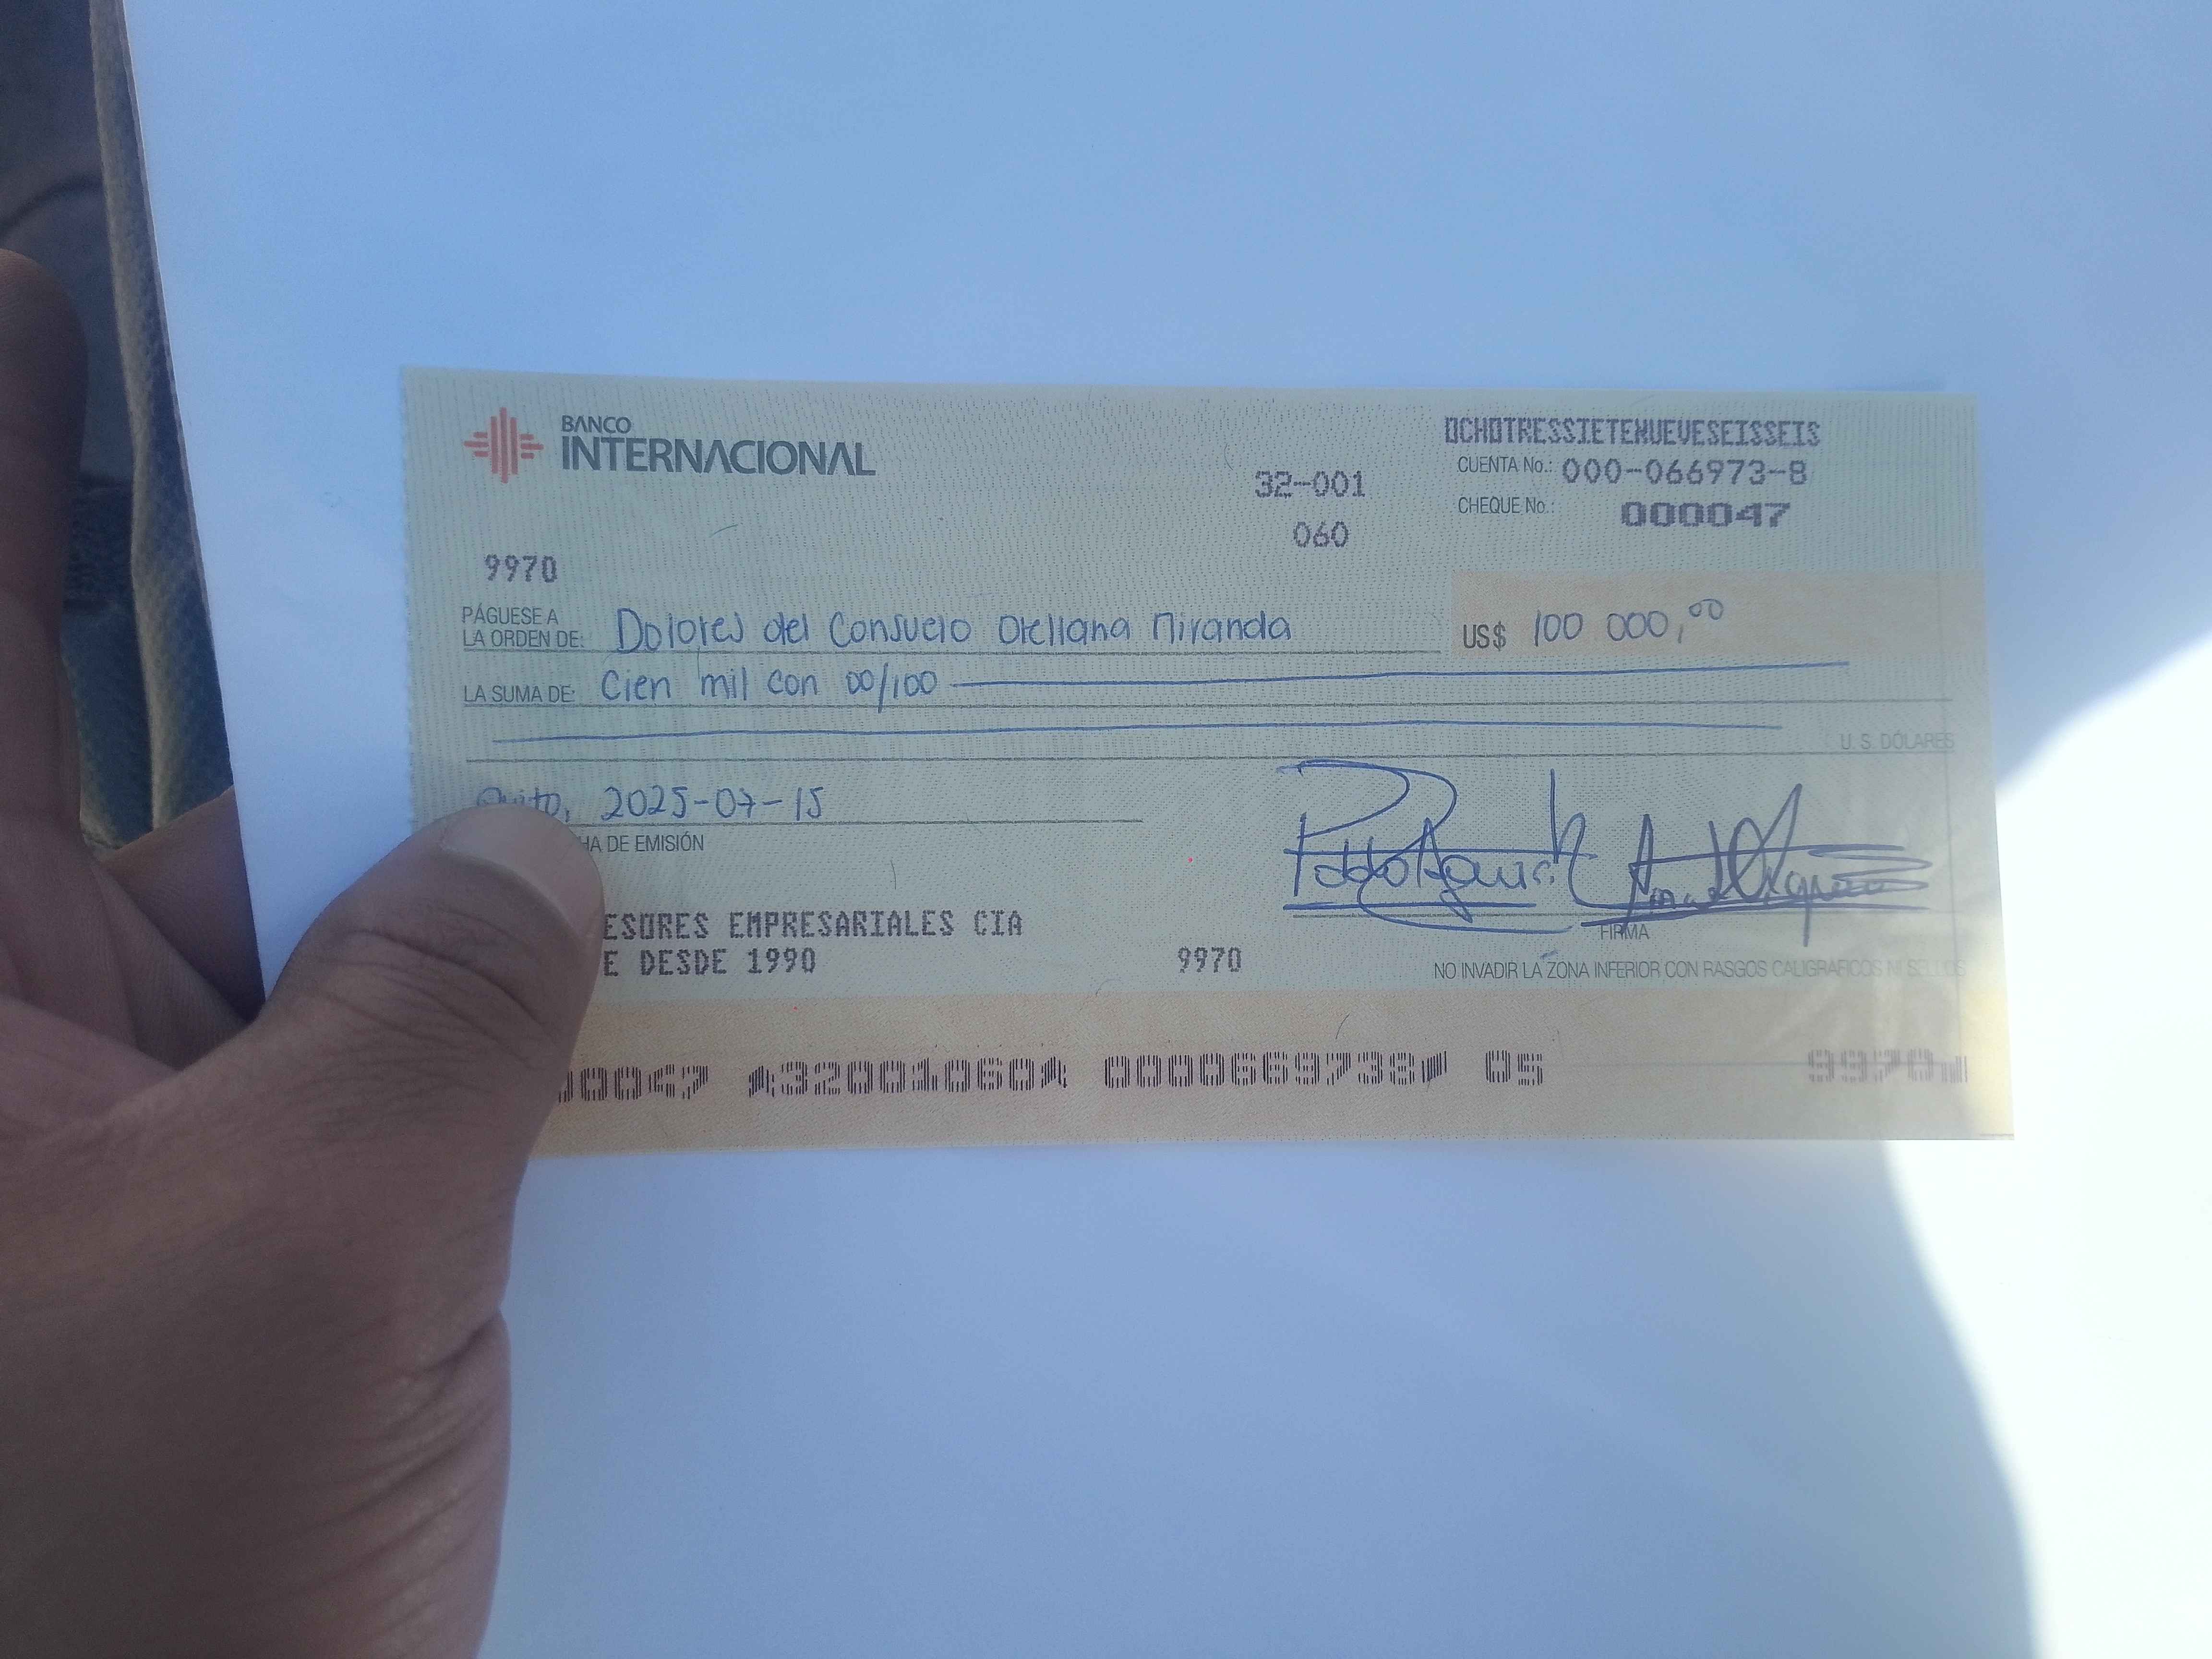 BANCO
INTERNACIONAL
OCHOTRESSIETENUEVESEISSEIS
32-001
CUENTA No.: 000-066973-8
060
CHEQUE No.: 000047
9970
PÁGUESE A
LA ORDEN DE: Dolores del Consuelo Orellana Miranda
US$ 100 000,00
LA SUMA DE: Cien mil con 00/100
U. S. DÓLARES
Quito, 2025-07-15
HA DE EMISIÓN
ESORES EMPRESARIALES CIA
E DESDE 1990
9970
FIRMA
NO INVADIR LA ZONA INFERIOR CON RASGOS CALIGRAFICOS NI SELLOS
00047 A32001060A 0000669738 05 9970